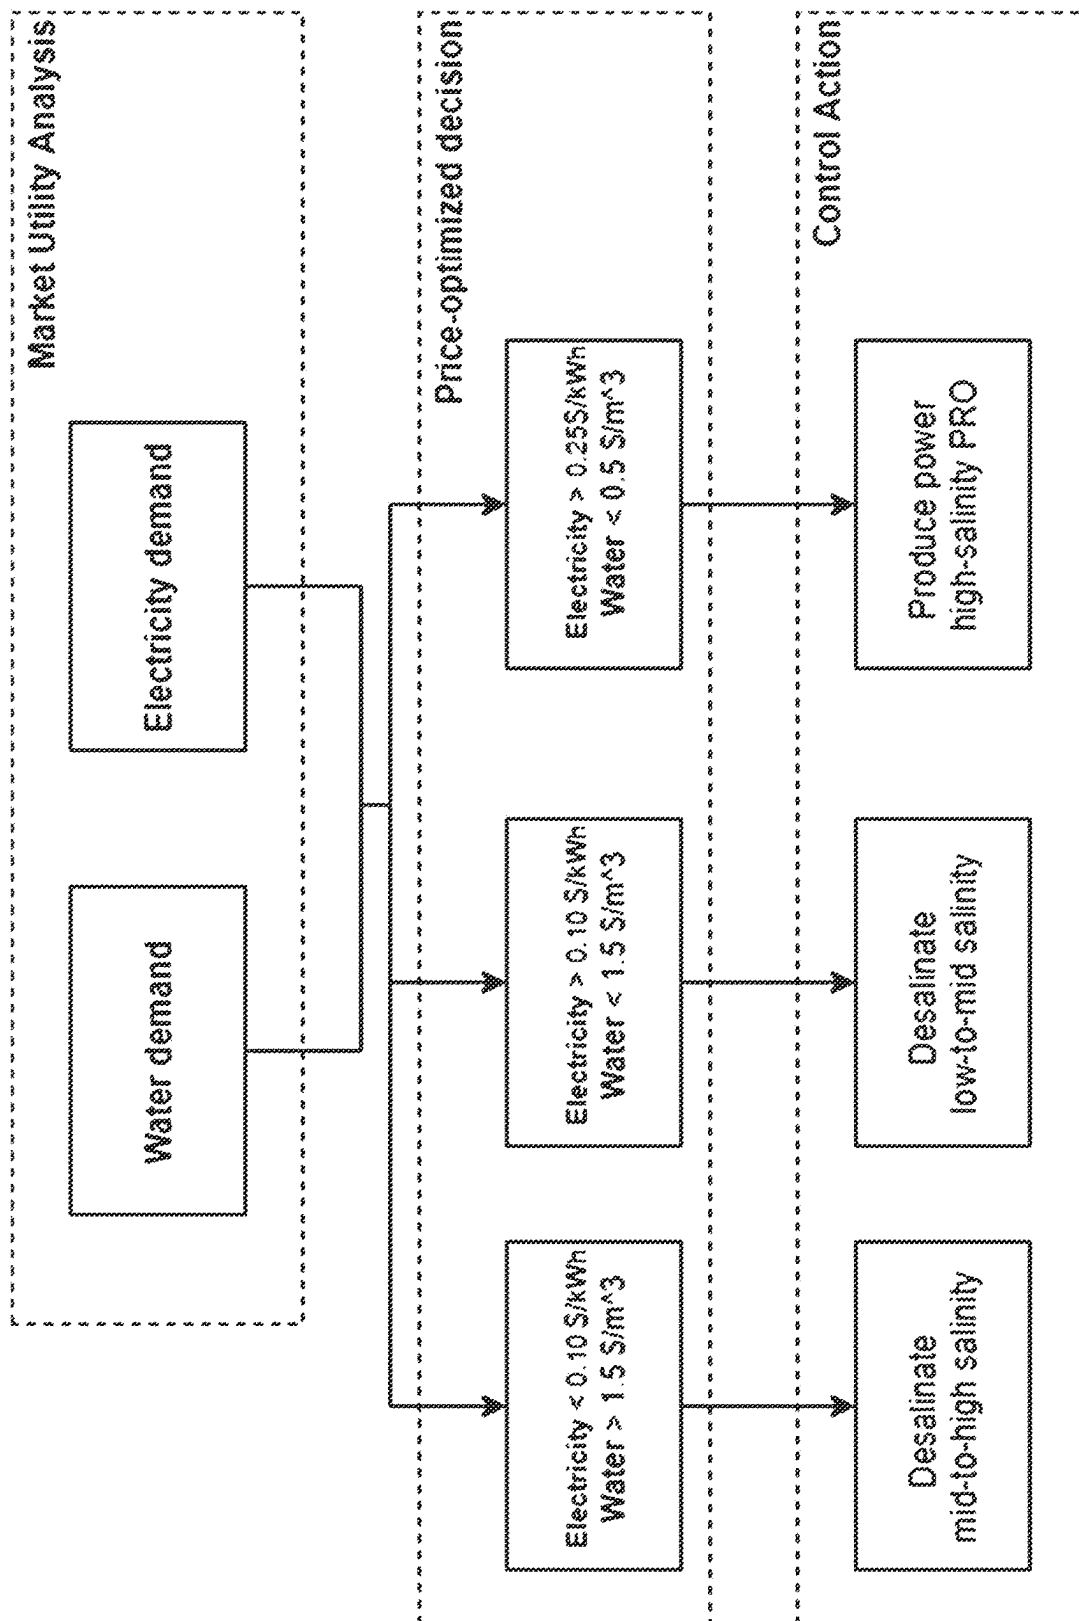 Market Utility Analysis
Water demand
Electricity demand
Price-optimized decision
Electricity < 0.10 $/kWh
Water > 1.5 $/m^3
Electricity > 0.10 $/kWh
Water < 1.5 $/m^3
Electricity > 0.25$/kWh
Water < 0.5 $/m^3
Control Action
Desalinate
mid-to-high salinity
Desalinate
low-to-mid salinity
Produce power
high-salinity PRO